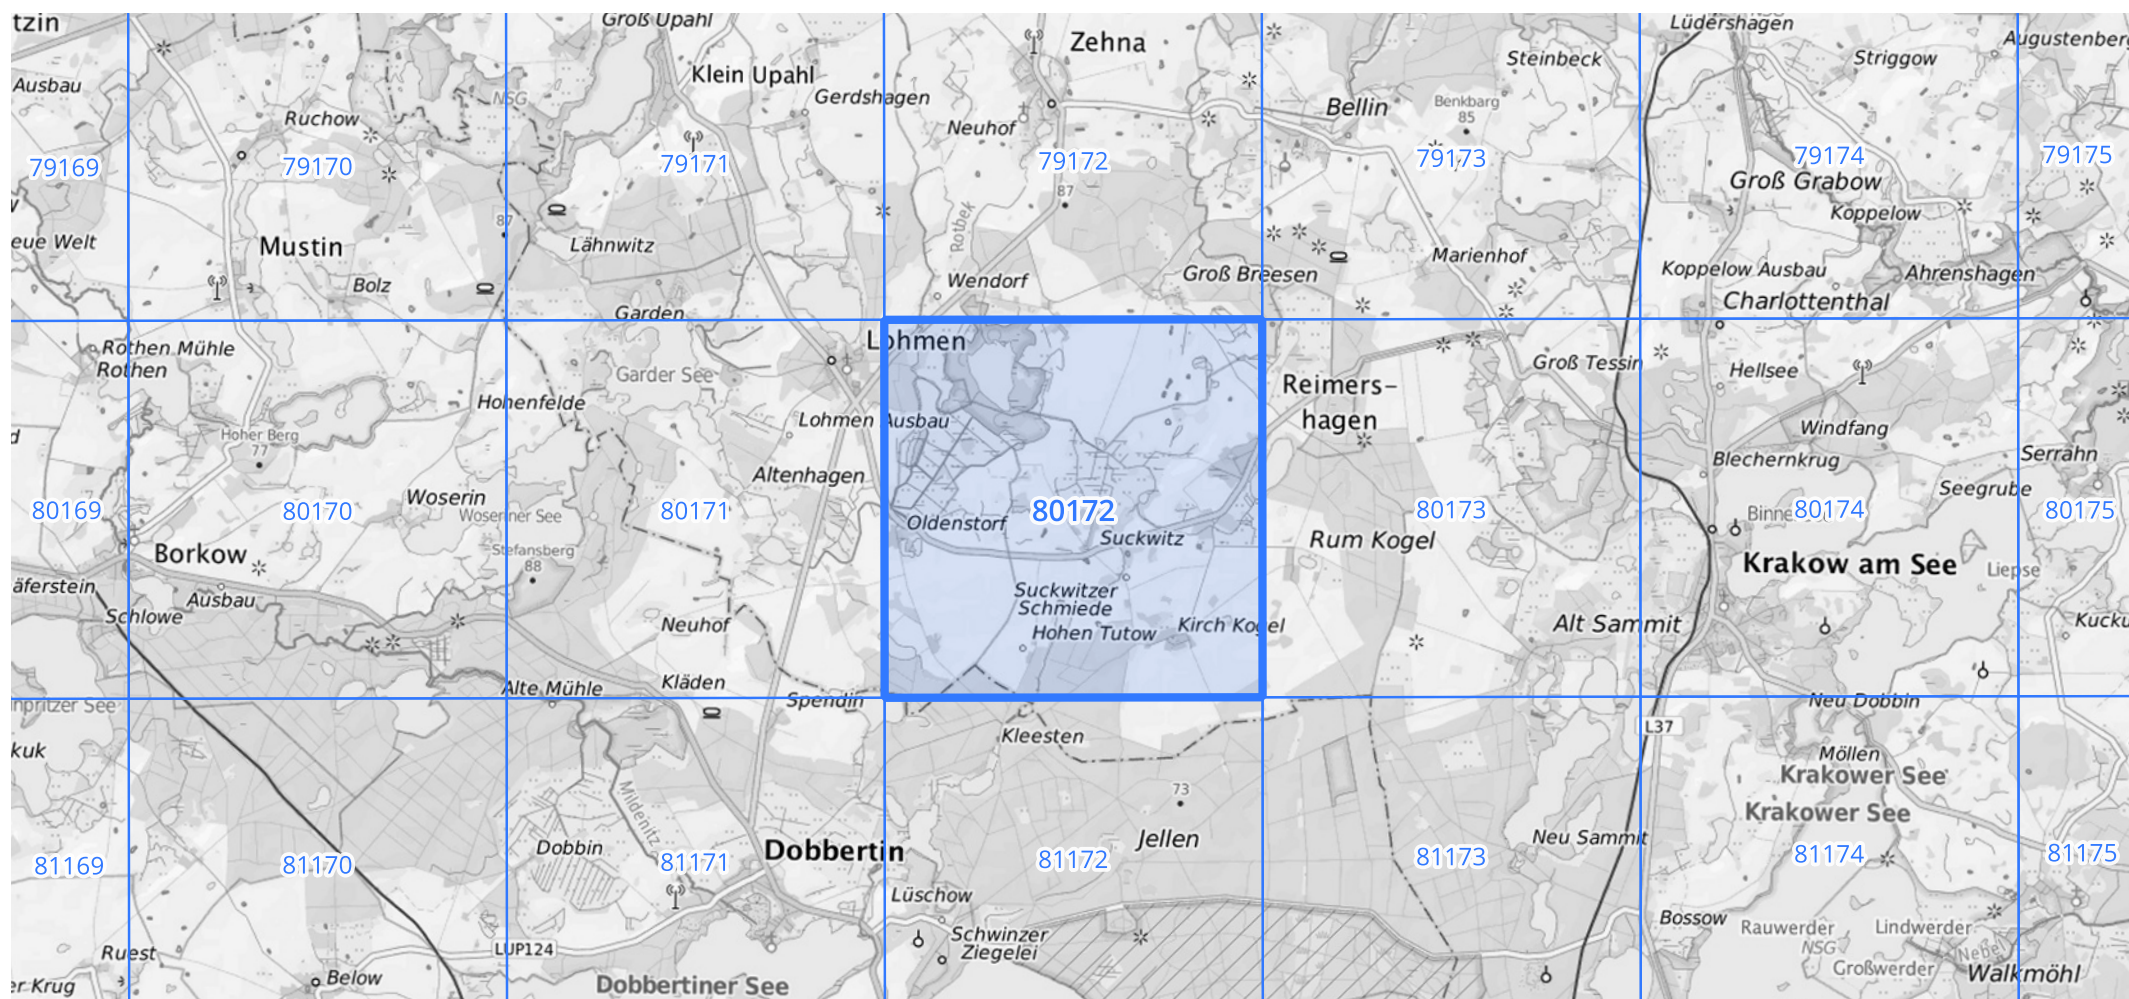 tzin
Groß Upahl
Zehna
Lüdershagen
Augustenberg
Ausbau
Klein Upahl
Gerdshagen
Steinbeck
Striggow
NSG
Ruchow
Neuhof
Bellin
Benkbarg
85
79169
79170
79171
79172
79173
79174
79175
87
Groß Grabow
Koppelow
Rotbek
eue Welt
Mustin
87
Lähnwitz
Marienhof
Bolz
Wendorf
Groß Breesen
Koppelow Ausbau
Ahrenshagen
Garden
Charlottenthal
Rothen Mühle
Rothen
Lohmen
Garder See
Reimers-
hagen
Groß Tessin
Hellsee
Hohenfelde
Lohmen Ausbau
Hoher Berg
77
Windfang
Altenhagen
Blechernkrug
Serrahn
Woserin
Woseriner See
Seegrube
80169
80170
80171
80172
80173
80174
80175
Oldenstorf
Suckwitz
Rum Kogel
Borkow
Stefansberg
88
Krakow am See
Liepse
äferstein
Ausbau
Schlowe
Suckwitzer
Schmiede
Neuhof
Hohen Tutow
Kirch Kogel
Alt Sammit
Kucku
Alte Mühle
Kläden
Spendin
Neu Dobbin
npritzer See
Kleesten
L37
kuk
Möllen
Krakower See
Mildenitz
73
Krakower See
Dobbin
Dobbertin
Jellen
Neu Sammit
81169
81170
81171
81172
81173
81174
81175
Lüschow
Bossow
Rauwerder
Lindwerder
NSG
Schwinzer
Ziegelei
LUP124
Ruest
Nebel
Großwerder
er Krug
Below
Dobbertiner See
Walkmöhl